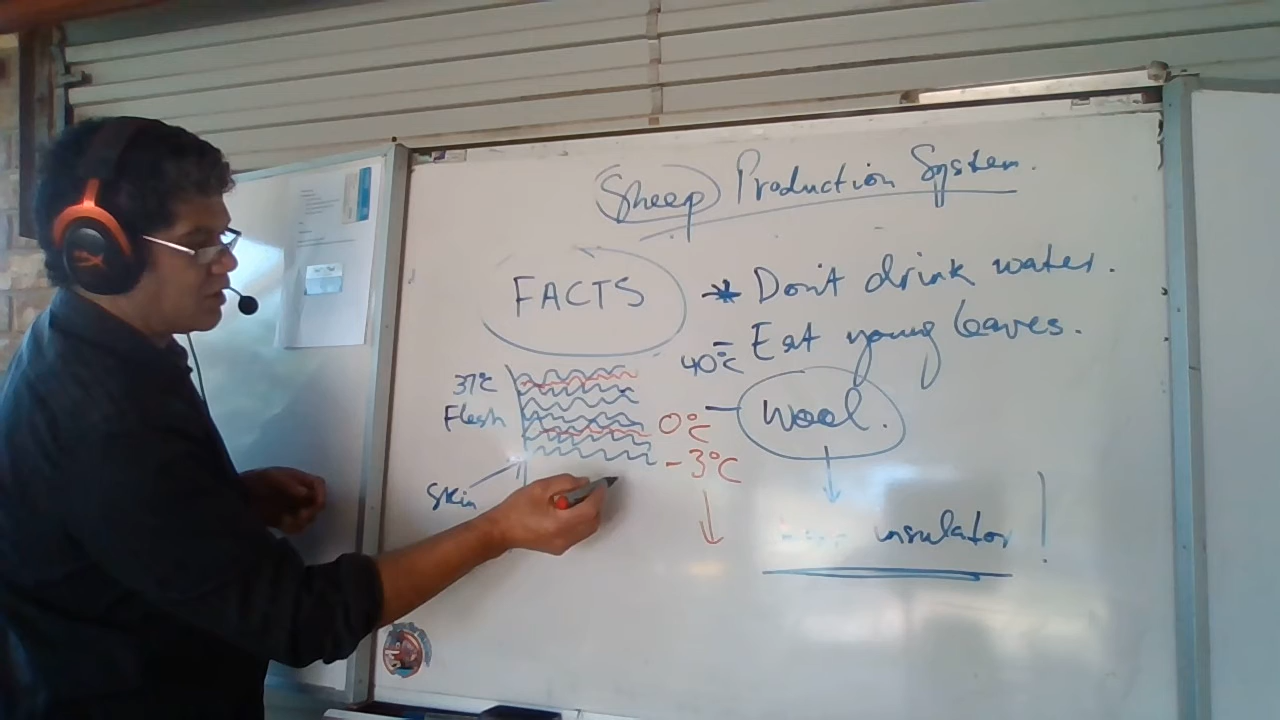 Sheep Production System.
FACTS
* Don't drink water.
- Eat young leaves.
40°C
37°C
Flesh
0°C
- Wool.
-3°C
Skin
insulator !